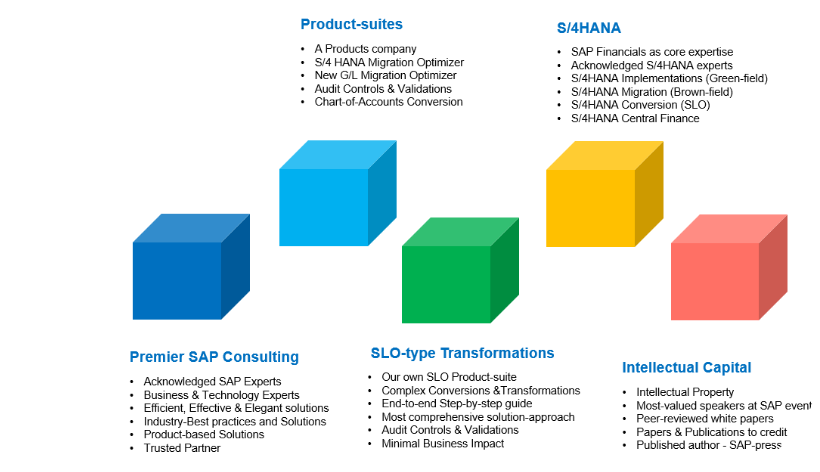 Product-suites
• A Products company
• S/4 HANA Migration Optimizer
• New G/L Migration Optimizer
• Audit Controls & Validations
• Chart-of-Accounts Conversion
S/4HANA
• SAP Financials as core expertise
• Acknowledged S/4HANA experts
• S/4HANA Implementations (Green-field)
• S/4HANA Migration (Brown-field)
• S/4HANA Conversion (SLO)
• S/4HANA Central Finance
Premier SAP Consulting
• Acknowledged SAP Experts
• Business & Technology Experts
• Efficient, Effective & Elegant solutions
• Industry-Best practices and Solutions
• Product-based Solutions
• Trusted Partner
SLO-type Transformations
• Our own SLO Product-suite
• Complex Conversions &Transformations
• End-to-end Step-by-step guide
• Most comprehensive solution-approach
• Audit Controls & Validations
• Minimal Business Impact
Intellectual Capital
• Intellectual Property
• Most-valued speakers at SAP event
• Peer-reviewed white papers
• Papers & Publications to credit
• Published author - SAP-press